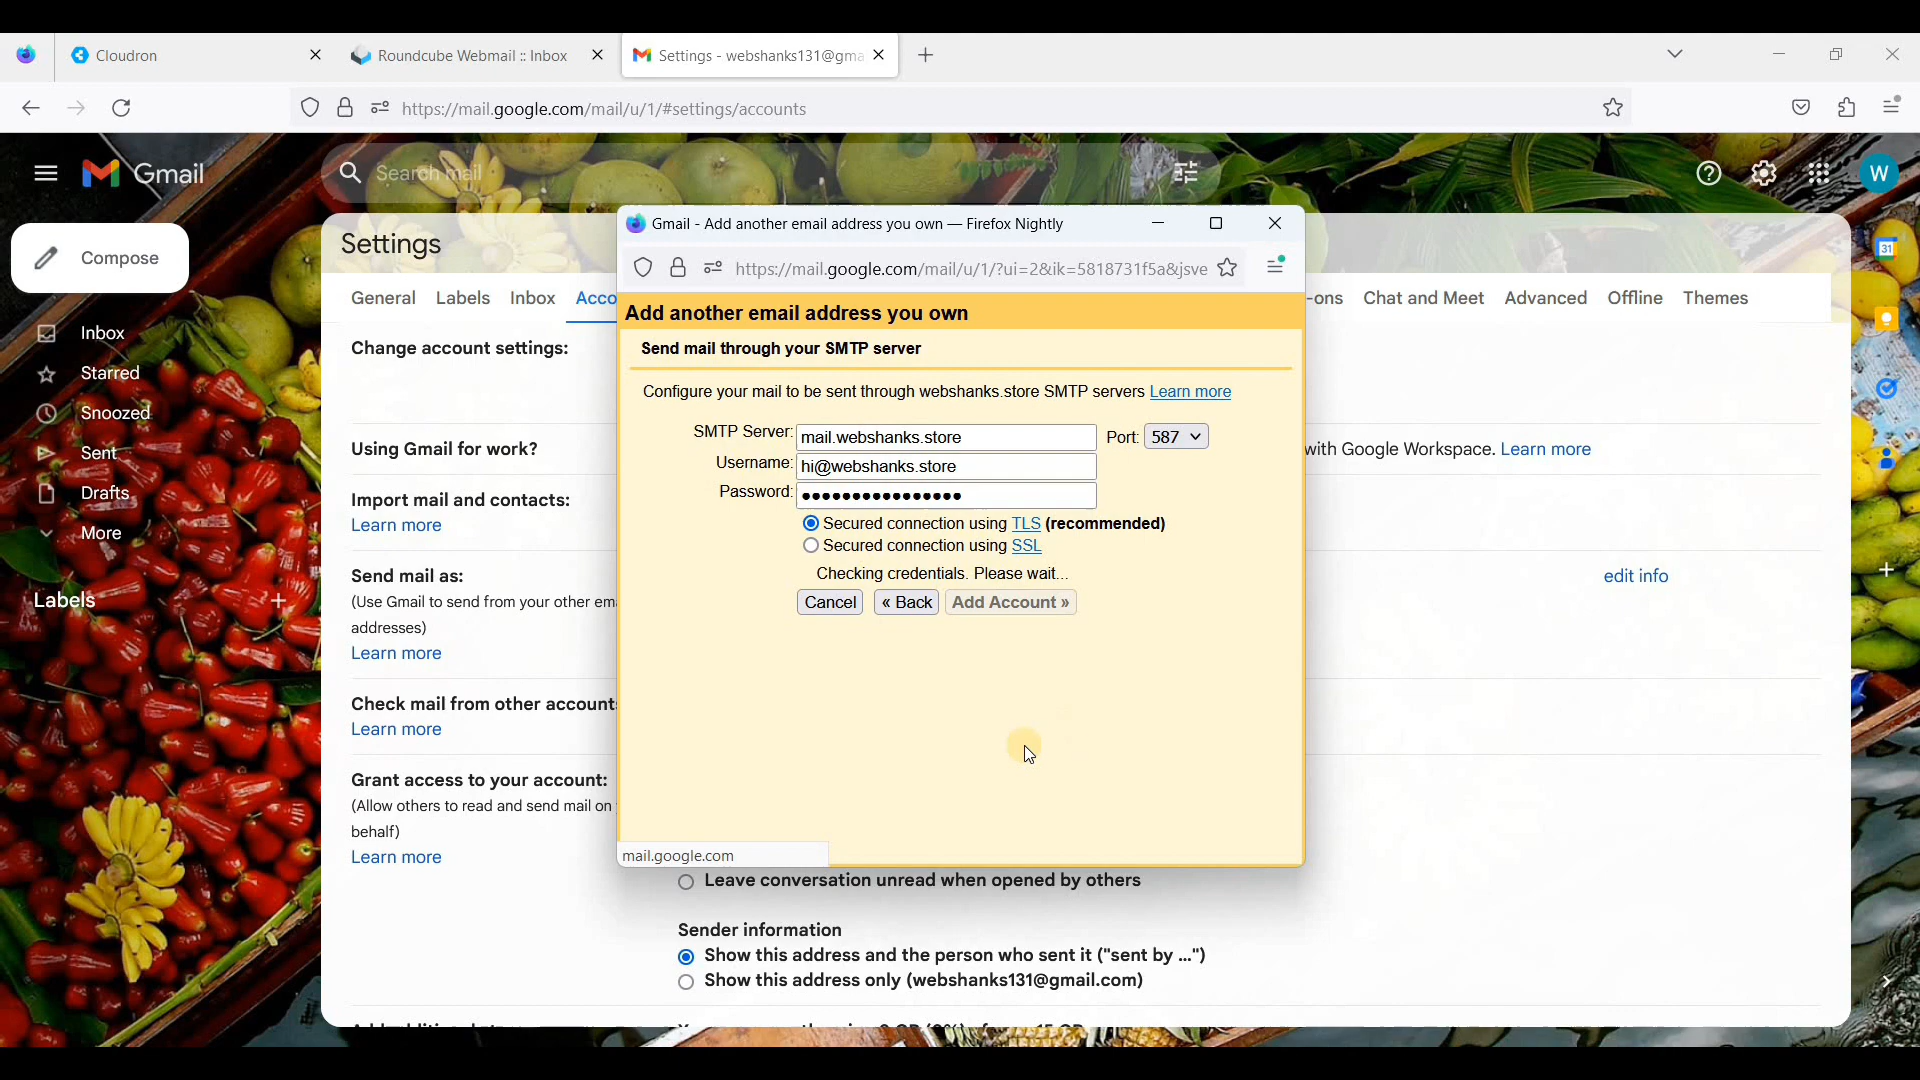 Cloudron
Roundcube Webmail :: Inbox
Settings - webshanks131@gma
https://mail.google.com/mail/u/1/#settings/accounts
Gmail
Search mail
W
Compose
Inbox
Starred
Snoozed
Sent
Drafts
More
Labels
Settings
General Labels Inbox Acco
-ons Chat and Meet Advanced Offline Themes
Change account settings:
Using Gmail for work?
with Google Workspace. Learn more
Import mail and contacts:
Learn more
Send mail as:
(Use Gmail to send from your other em
addresses)
Learn more
edit info
Check mail from other account
Learn more
Grant access to your account:
(Allow others to read and send mail on
behalf)
Learn more
Gmail - Add another email address you own — Firefox Nightly
https://mail.google.com/mail/u/1/?ui=2&ik=5818731f5a&jsve
Add another email address you own
Send mail through your SMTP server
Configure your mail to be sent through webshanks.store SMTP servers Learn more
SMTP Server: mail.webshanks.store Port: 587
Username: hi@webshanks.store
Password: ••••••••••••••••
Secured connection using TLS (recommended)
Secured connection using SSL
Checking credentials. Please wait...
Cancel « Back Add Account »
mail.google.com
Leave conversation unread when opened by others
Sender information
Show this address and the person who sent it ("sent by ...")
Show this address only (webshanks131@gmail.com)
31